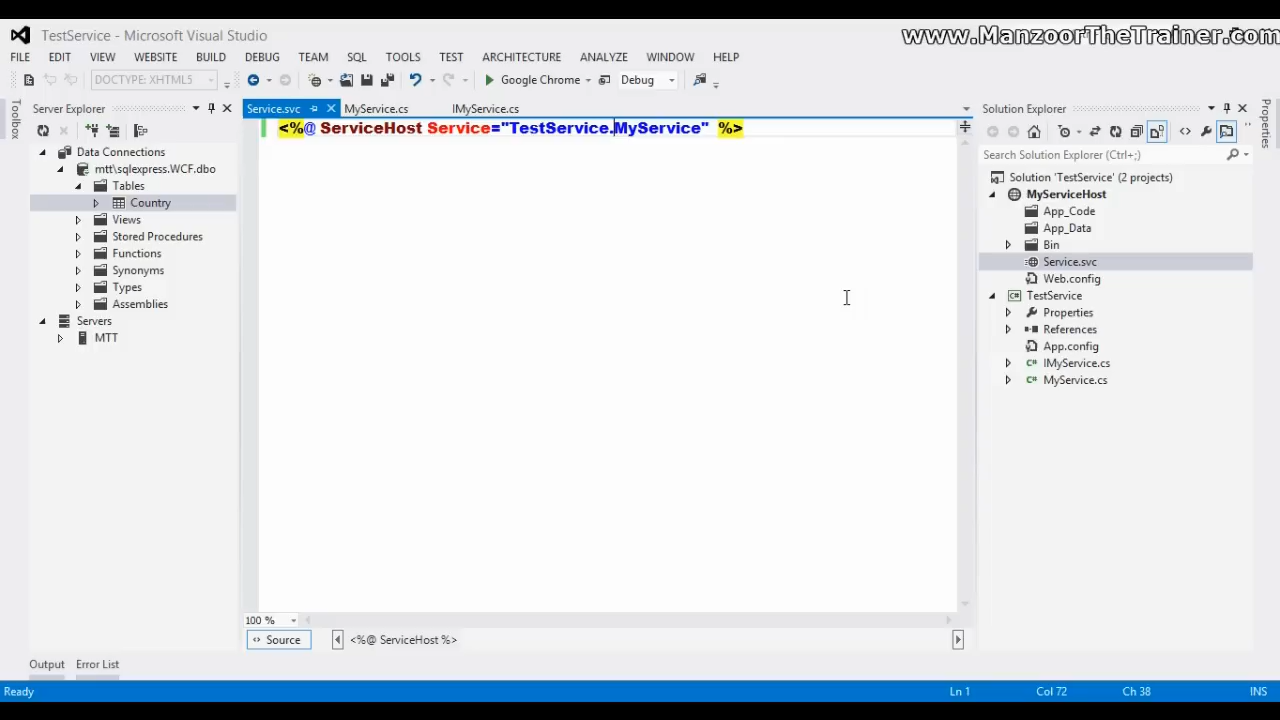 TestService - Microsoft Visual Studio
www.ManzoorTheTrainer.com
FILE EDIT VIEW WEBSITE BUILD DEBUG TEAM SQL TOOLS TEST ARCHITECTURE ANALYZE WINDOW HELP
DOCTYPE: XHTML5 Google Chrome Debug
Toolbox
Server Explorer
Data Connections
mtt\sqlexpress.WCF.dbo
Tables
Country
Views
Stored Procedures
Functions
Synonyms
Types
Assemblies
Servers
MTT
Service.svc MyService.cs IMyService.cs
<%@ ServiceHost Service="TestService.MyService" %>
100 %
Source <%@ ServiceHost %>
Solution Explorer
Search Solution Explorer (Ctrl+;)
Solution 'TestService' (2 projects)
MyServiceHost
App_Code
App_Data
Bin
Service.svc
Web.config
TestService
Properties
References
App.config
IMyService.cs
MyService.cs
Properties
Output Error List
Ready Ln 1 Col 72 Ch 38 INS